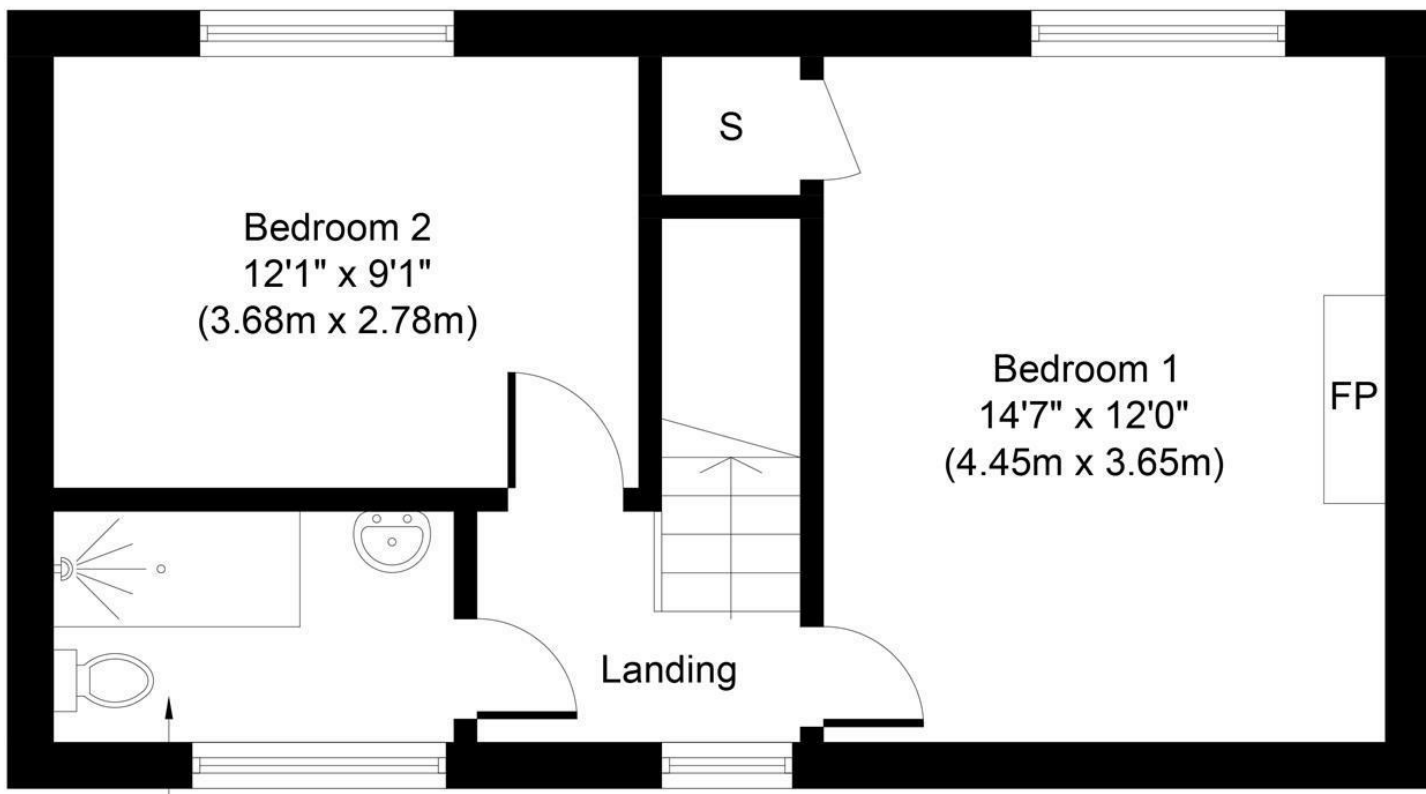 S
Bedroom 2
12'1" x 9'1"
(3.68m x 2.78m)
Bedroom 1
14'7" x 12'0"
(4.45m x 3.65m)
FP
Landing